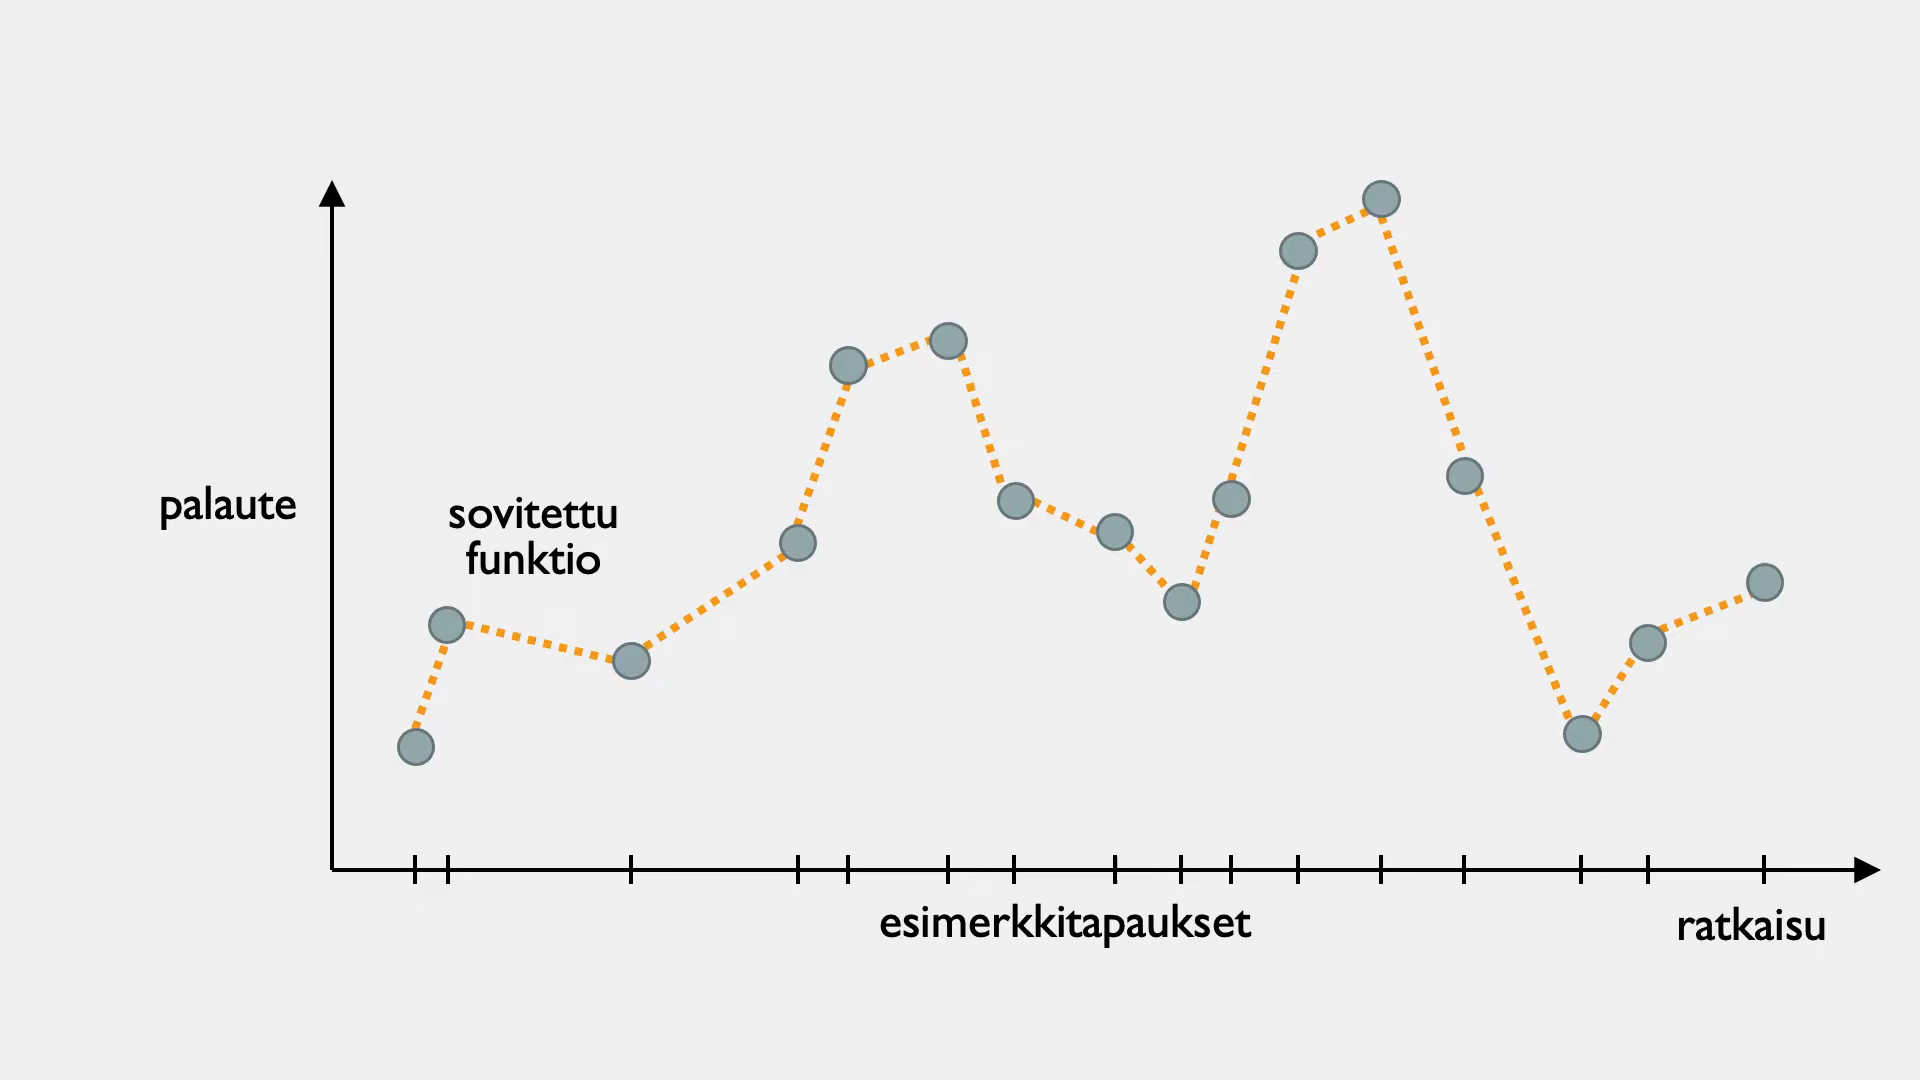 palaute
sovitettu
funktio
esimerkkitapaukset
ratkaisu